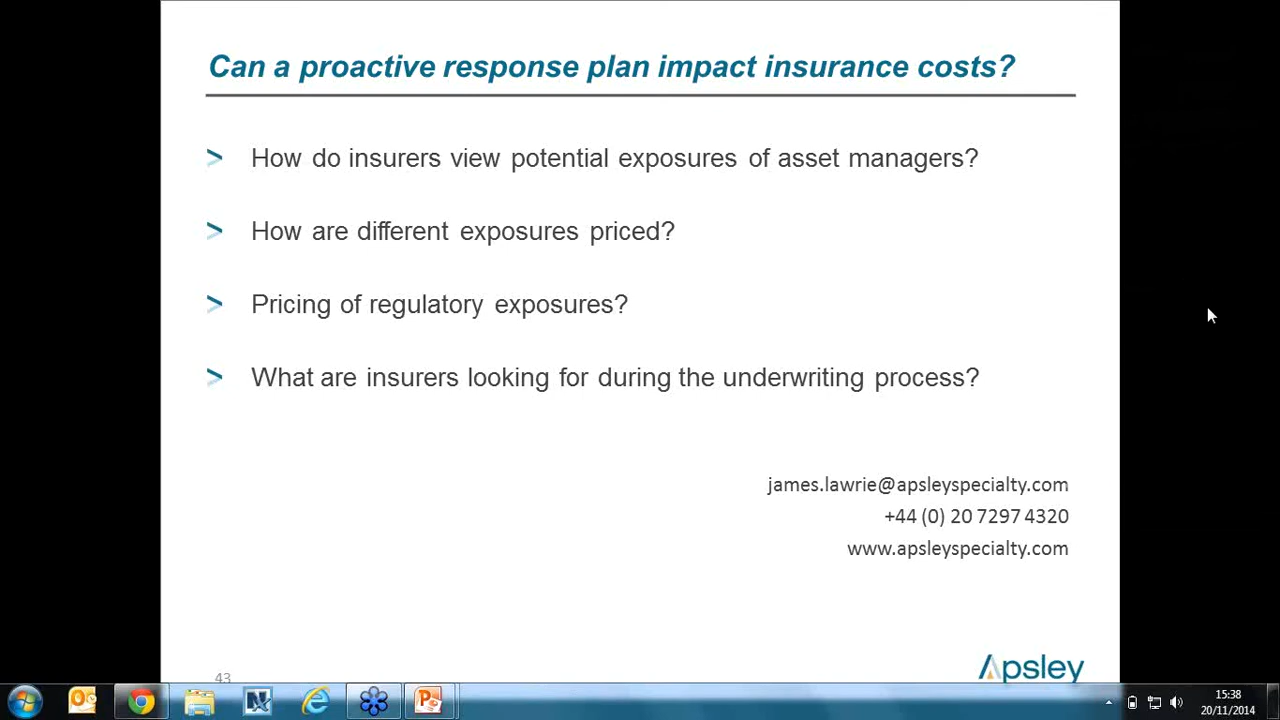 Can a proactive response plan impact insurance costs?
> How do insurers view potential exposures of asset managers?
> How are different exposures priced?
> Pricing of regulatory exposures?
> What are insurers looking for during the underwriting process?
james.lawrie@apsleyspecialty.com
+44 (0) 20 7297 4320
www.apsleyspecialty.com
43
Apsley
15:38
20/11/2014